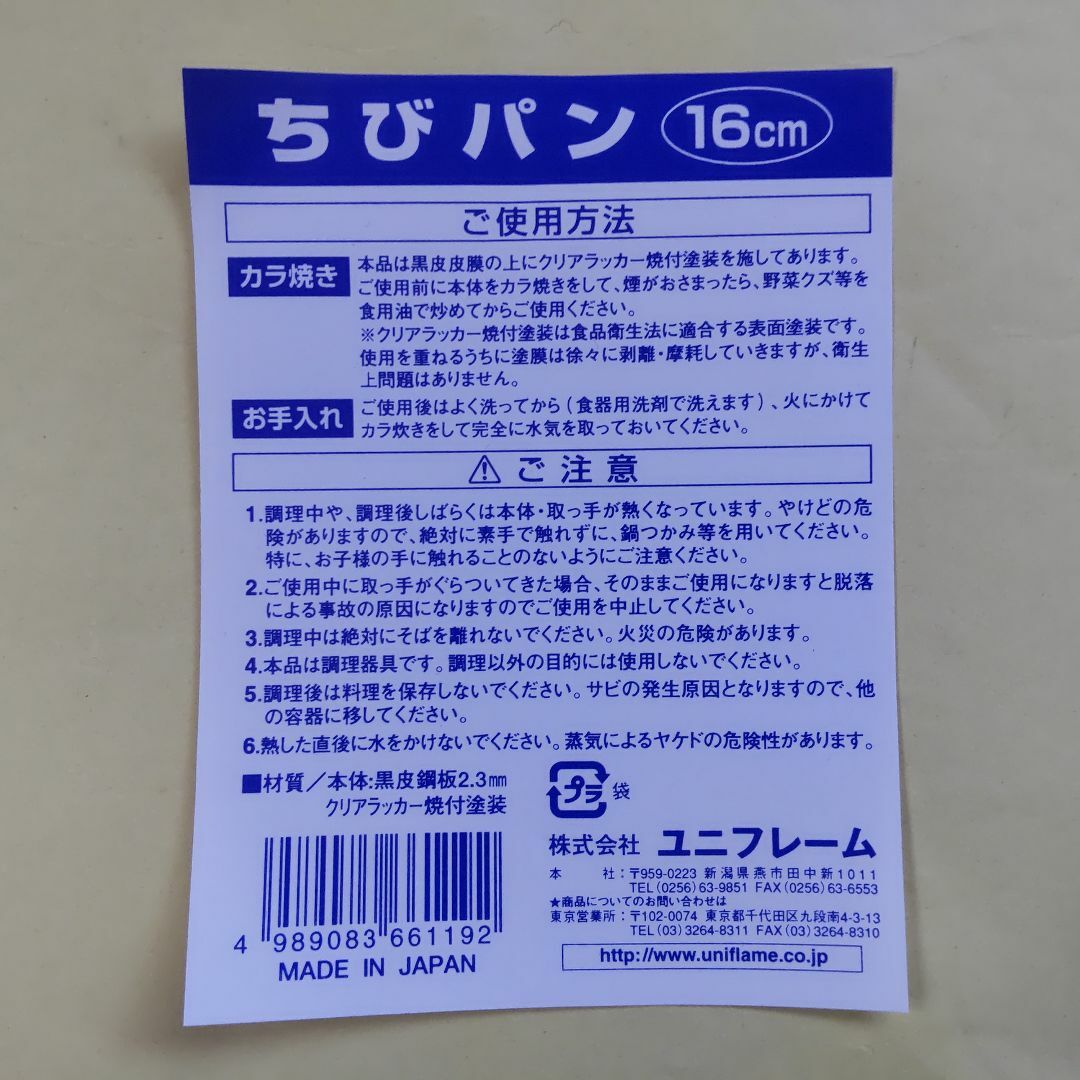 ちびパン 16cm
ご使用方法
カラ焼き
本品は黒皮皮膜の上にクリアラッカー焼付塗装を施してあります。
ご使用前に本体をカラ焼きをして、煙がおさまったら、野菜クズ等を
食用油で炒めてからご使用ください。
※クリアラッカー焼付塗装は食品衛生法に適合する表面塗装です。
使用を重ねるうちに塗膜は徐々に剥離・摩耗していきますが、衛生
上問題はありません。
お手入れ
ご使用後はよく洗ってから(食器用洗剤で洗えます)、火にかけて
カラ炊きをして完全に水気を取っておいてください。
⚠ご注意
1.調理中や、調理後しばらくは本体・取っ手が熱くなっています。やけどの危
険がありますので、絶対に素手で触れずに、鍋つかみ等を用いてください。
特に、お子様の手に触れることのないようにご注意ください。
2.ご使用中に取っ手がぐらついてきた場合、そのままご使用になりますと脱落
による事故の原因になりますのでご使用を中止してください。
3.調理中は絶対にそばを離れないでください。火災の危険があります。
4.本品は調理器具です。調理以外の目的には使用しないでください。
5.調理後は料理を保存しないでください。サビの発生原因となりますので、他
の容器に移してください。
6.熱した直後に水をかけないでください。蒸気によるヤケドの危険性があります。
■材質/本体:黒皮鋼板2.3mm
クリアラッカー焼付塗装
プラ 袋
株式会社 ユニフレーム
本 社:〒959-0223 新潟県燕市田中新1011
TEL(0256)63-9851 FAX(0256)63-6553
★商品についてのお問い合わせは
東京営業所:〒102-0074 東京都千代田区九段南4-3-13
TEL(03)3264-8311 FAX(03)3264-8310
http://www.uniflame.co.jp
4 989083 661192
MADE IN JAPAN